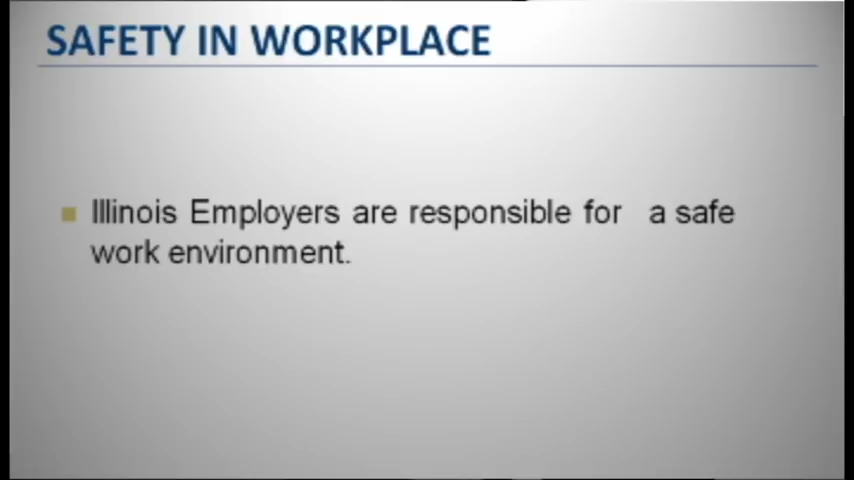 SAFETY IN WORKPLACE
Illinois Employers are responsible for a safe
work environment.